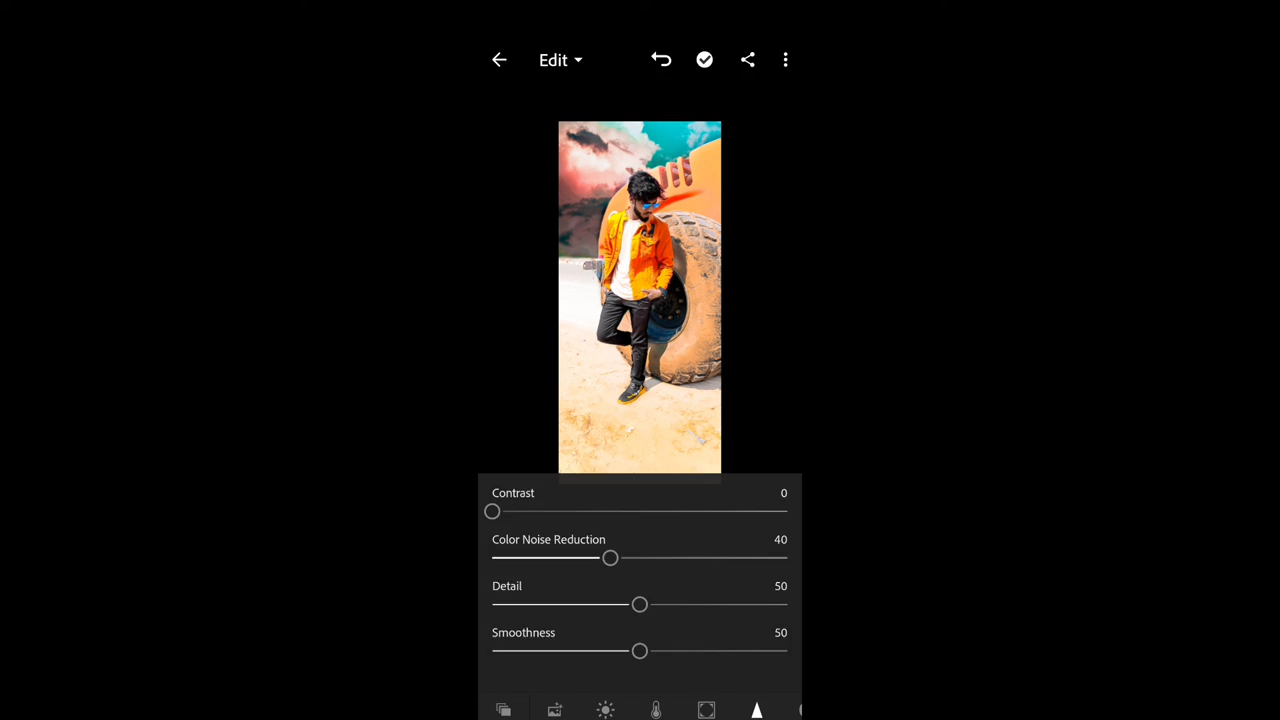 Edit
Contrast 0
Color Noise Reduction 40
Detail 50
Smoothness 50